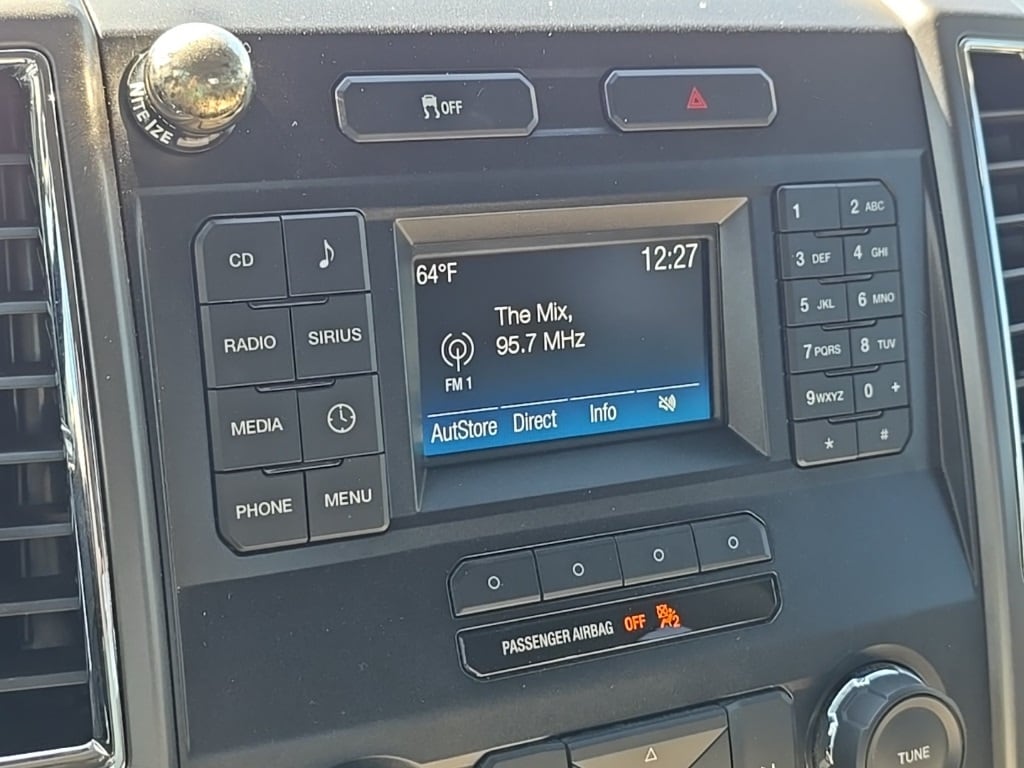 NITE IZE
OFF
CD
RADIO
SIRIUS
MEDIA
PHONE
MENU
64°F
12:27
The Mix,
95.7 MHz
FM 1
AutoStore Direct Info
1
2 ABC
3 DEF
4 GHI
5 JKL
6 MNO
7 PQRS
8 TUV
9 WXYZ
0 +
*
#
PASSENGER AIRBAG OFF 2
TUNE